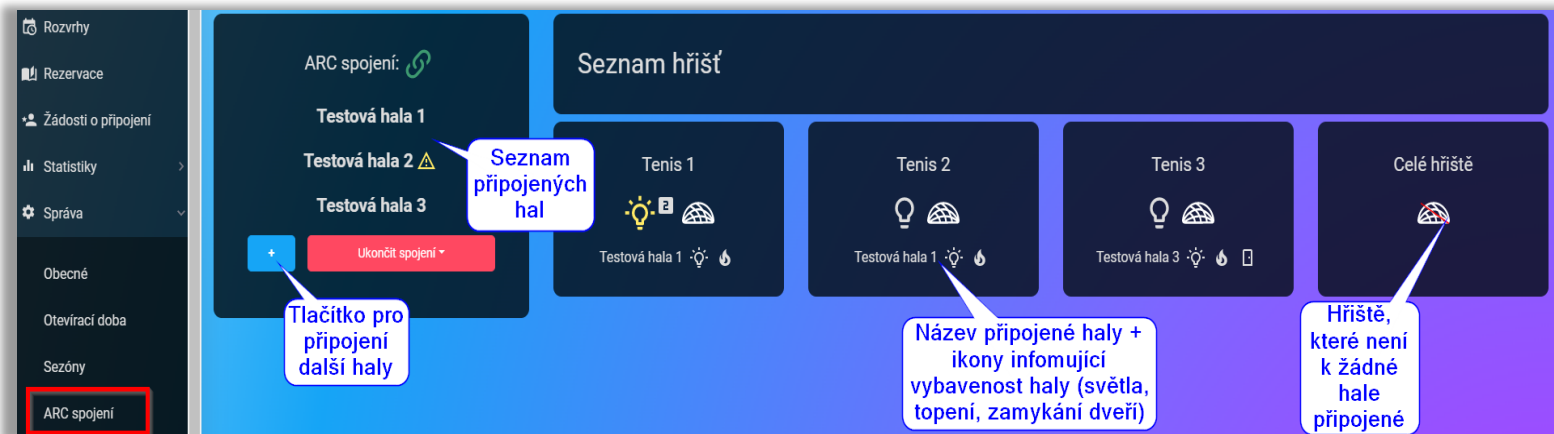 Rozvrhy
Rezervace
Žádosti o připojení
Statistiky
Správa
Obecné
Otevírací doba
Sezóny
ARC spojení
ARC spojení:
Testová hala 1
Testová hala 2
Testová hala 3
+
Ukončit spojení
Seznam
připojených
hal
Tlačítko pro
připojení
další haly
Seznam hřišť
Tenis 1
2
Testová hala 1
Tenis 2
Testová hala 1
Tenis 3
Testová hala 3
Celé hřiště
Název připojené haly +
ikony infomující
vybavenost haly (světla,
topení, zamykání dveří)
Hřiště,
které není
k žádné
hale
připojené